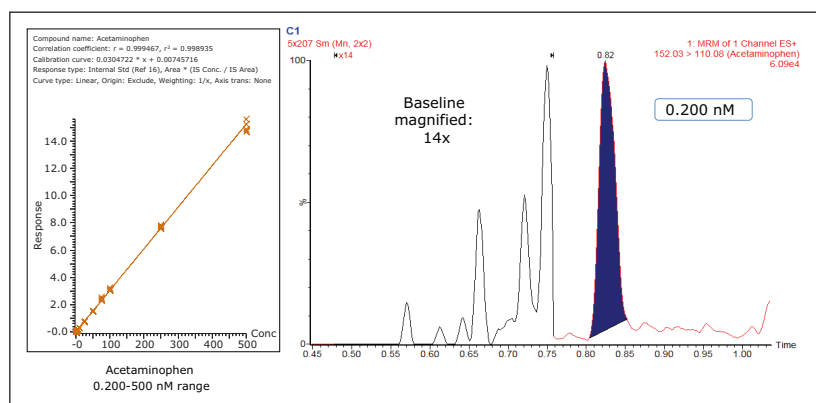 Compound name: Acetaminophen
Correlation coefficient: r = 0.999467, r² = 0.998935
Calibration curve: 0.0304722 * x + 0.00745716
Response type: Internal Std (Ref 16), Area * (IS Conc. / IS Area)
Curve type: Linear, Origin: Exclude, Weighting: 1/x, Axis trans: None
14.0
12.0
10.0
8.0
6.0
4.0
2.0
-0.0
Response
-0
100
200
300
400
500
Conc
Acetaminophen
0.200-500 nM range
C1
5x207 Sm (Mn, 2x2)
x14
1: MRM of 1 Channel ES+
152.03 > 110.08 (Acetaminophen)
6.09e4
0.82
0.200 nM
Baseline
magnified:
14x
100
%
0
0.45
0.50
0.55
0.60
0.65
0.70
0.75
0.80
0.85
0.90
0.95
1.00
Time